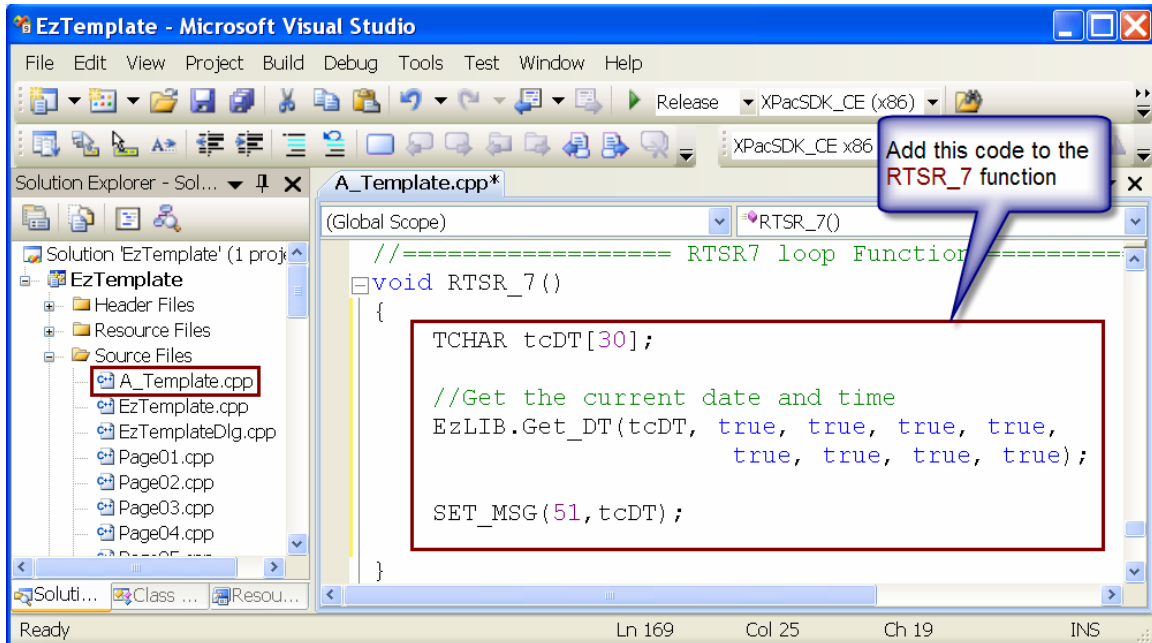 EzTemplate - Microsoft Visual Studio
File Edit View Project Build Debug Tools Test Window Help
Release XPacSDK_CE (x86)
XPacSDK_CE x86
Add this code to the
RTSR_7 function
Solution Explorer - Sol...
A_Template.cpp*
(Global Scope)
RTSR_7()
Solution 'EzTemplate' (1 proje
EzTemplate
Header Files
Resource Files
Source Files
A_Template.cpp
EzTemplate.cpp
EzTemplateDlg.cpp
Page01.cpp
Page02.cpp
Page03.cpp
Page04.cpp
//================= RTSR7 loop Function =========
void RTSR_7()
{
TCHAR tcDT[30];
//Get the current date and time
EzLIB.Get_DT(tcDT, true, true, true, true,
true, true, true, true);
SET_MSG(51,tcDT);
}
Soluti... Class ... Resou...
Ready Ln 169 Col 25 Ch 19 INS